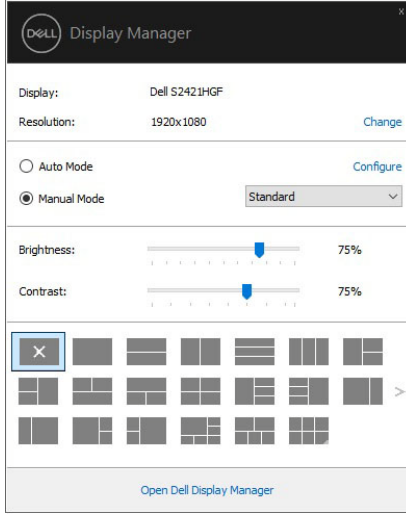 DELL Display Manager
x
Display: Dell S2421HGF
Resolution: 1920x1080 Change
Auto Mode Configure
Manual Mode Standard
Brightness: 75%
Contrast: 75%
Open Dell Display Manager